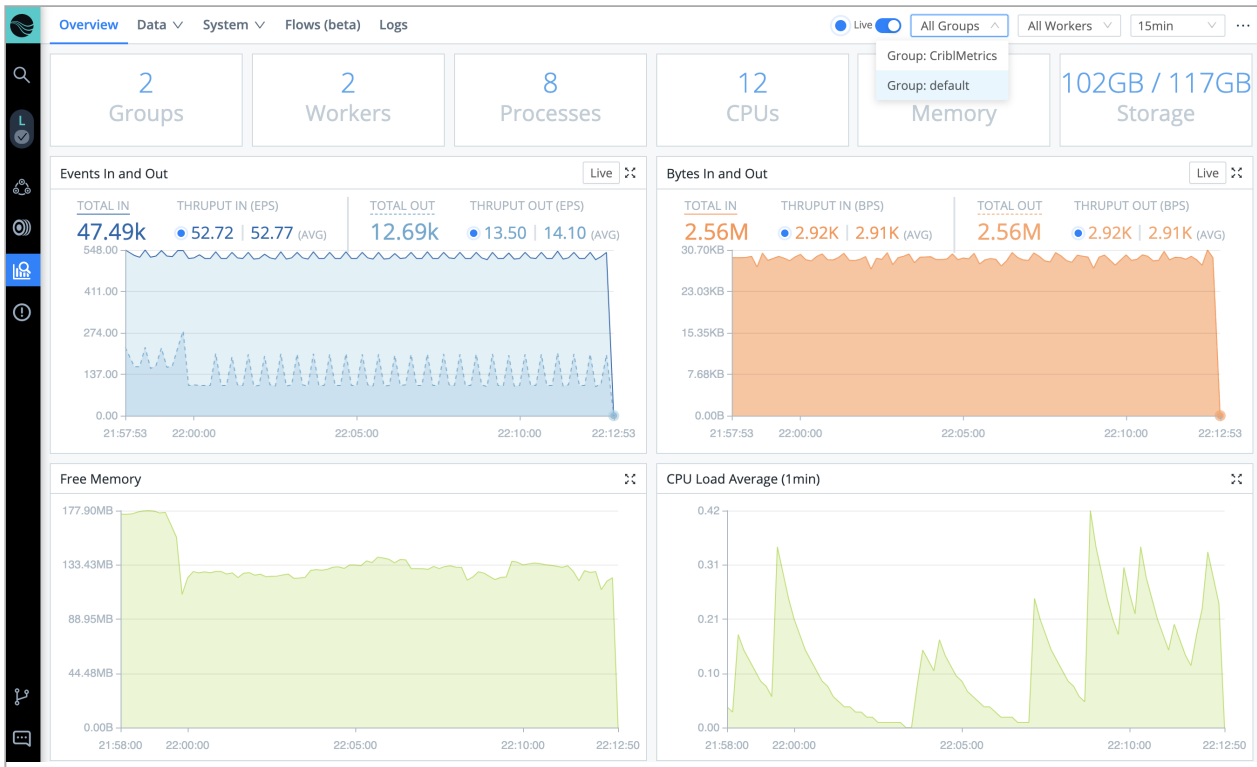 Overview Data System Flows (beta) Logs Live All Groups All Workers 15min
Group: CriblMetrics
Group: default
L
2
Groups
2
Workers
8
Processes
12
CPUs
Memory
102GB / 117GB
Storage
Events In and Out Live
TOTAL IN THRUPUT IN (EPS) TOTAL OUT THRUPUT OUT (EPS)
47.49k 52.72 | 52.77 (AVG) 12.69k 13.50 | 14.10 (AVG)
548.00
411.00
274.00
137.00
0.00
21:57:53 22:00:00 22:05:00 22:10:00 22:12:53
Bytes In and Out Live
TOTAL IN THRUPUT IN (BPS) TOTAL OUT THRUPUT OUT (BPS)
2.56M 2.92K | 2.91K (AVG) 2.56M 2.92K | 2.91K (AVG)
30.70KB
23.03KB
15.35KB
7.68KB
0.00B
21:57:53 22:00:00 22:05:00 22:10:00 22:12:53
Free Memory
177.90MB
133.43MB
88.95MB
44.48MB
0.00B
21:58:00 22:00:00 22:05:00 22:10:00 22:12:50
CPU Load Average (1min)
0.42
0.31
0.21
0.10
0.00
21:58:00 22:00:00 22:05:00 22:10:00 22:12:50